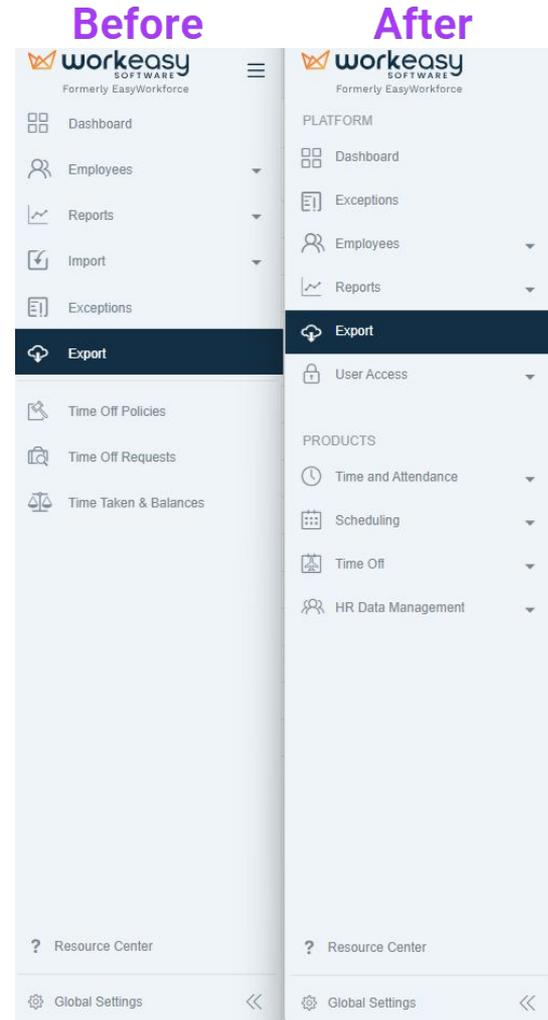 Before
workeasy
SOFTWARE
Formerly EasyWorkforce
Dashboard
Employees
Reports
Import
Exceptions
Export
Time Off Policies
Time Off Requests
Time Taken & Balances
? Resource Center
Global Settings
After
workeasy
SOFTWARE
Formerly EasyWorkforce
PLATFORM
Dashboard
Exceptions
Employees
Reports
Export
User Access
PRODUCTS
Time and Attendance
Scheduling
Time Off
HR Data Management
? Resource Center
Global Settings